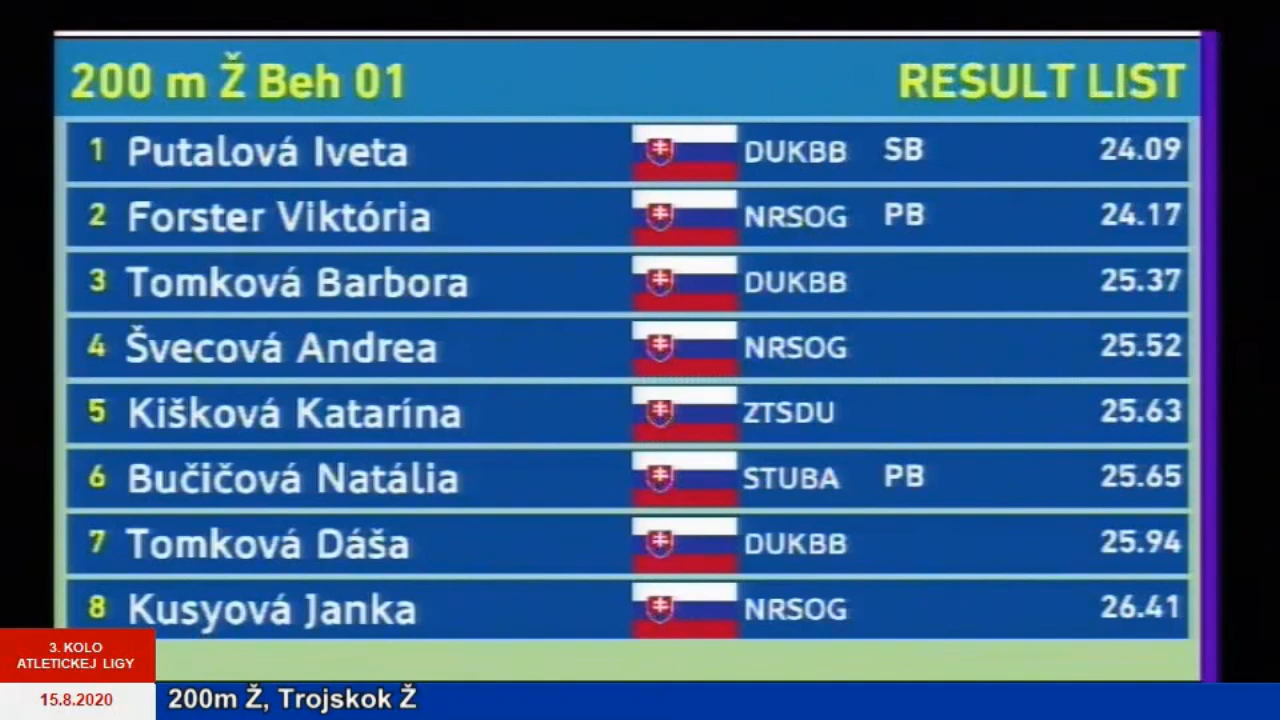 200 m Ž Beh 01 RESULT LIST
1 Putalová Iveta DUKBB SB 24.09
2 Forster Viktória NRSOG PB 24.17
3 Tomková Barbora DUKBB 25.37
4 Švecová Andrea NRSOG 25.52
5 Kišková Katarína ZTSDU 25.63
6 Bučičová Natália STUBA PB 25.65
7 Tomková Dáša DUKBB 25.94
8 Kusyová Janka NRSOG 26.41
3. KOLO
ATLETICKEJ LIGY
15.8.2020
200m Ž, Trojskok Ž